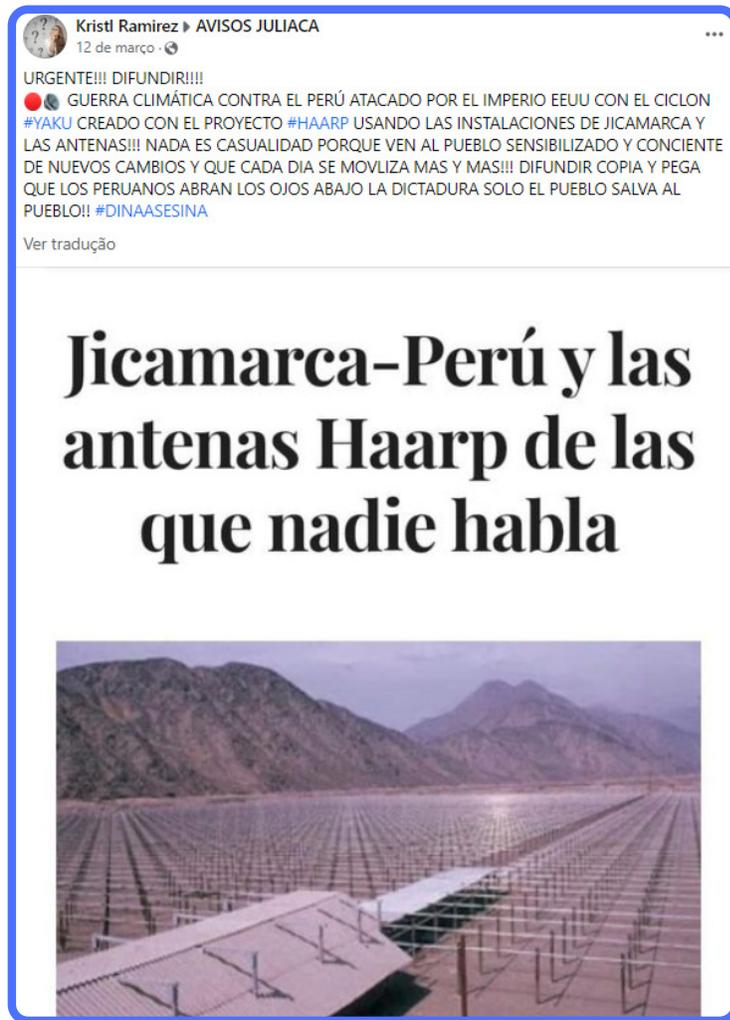 Kristl Ramirez ▸ AVISOS JULIACA
12 de março ·
URGENTE!!! DIFUNDIR!!!!
🔴 GUERRA CLIMÁTICA CONTRA EL PERÚ ATACADO POR EL IMPERIO EEUU CON EL CICLON
#YAKU CREADO CON EL PROYECTO #HAARP USANDO LAS INSTALACIONES DE JICAMARCA Y
LAS ANTENAS!!! NADA ES CASUALIDAD PORQUE VEN AL PUEBLO SENSIBILIZADO Y CONCIENTE
DE NUEVOS CAMBIOS Y QUE CADA DIA SE MOVLIZA MAS Y MAS!!! DIFUNDIR COPIA Y PEGA
QUE LOS PERUANOS ABRAN LOS OJOS ABAJO LA DICTADURA SOLO EL PUEBLO SALVA AL
PUEBLO!! #DINAASESINA
Ver tradução
Jicamarca-Perú y las
antenas Haarp de las
que nadie habla